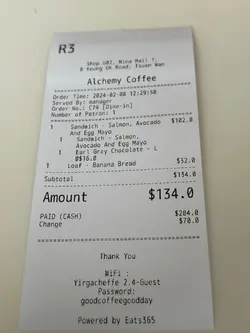 R3
Shop G02, Nina Mall 1
8 Yeung Uk Road, Tsuen Wan
Alchemy Coffee
Order Time: 2024-02-08 12:29:50
Served By: manager
Order No.: C29 [Dine-in]
Number of Patron: 1
1 Sandwich - Salmon, Avocado $102.0
And Egg Mayo
1 Sandwich - Salmon,
Avocado And Egg Mayo
1 Earl Grey Chocolate - L
@$16.0
1 Loaf - Banana Bread $32.0
Subtotal $134.0
Amount $134.0
PAID (CASH) $204.0
Change $70.0
Thank You
WiFi :
Yirgacheffe 2.4-Guest
Password:
goodcoffeegodday
Powered by Eats365